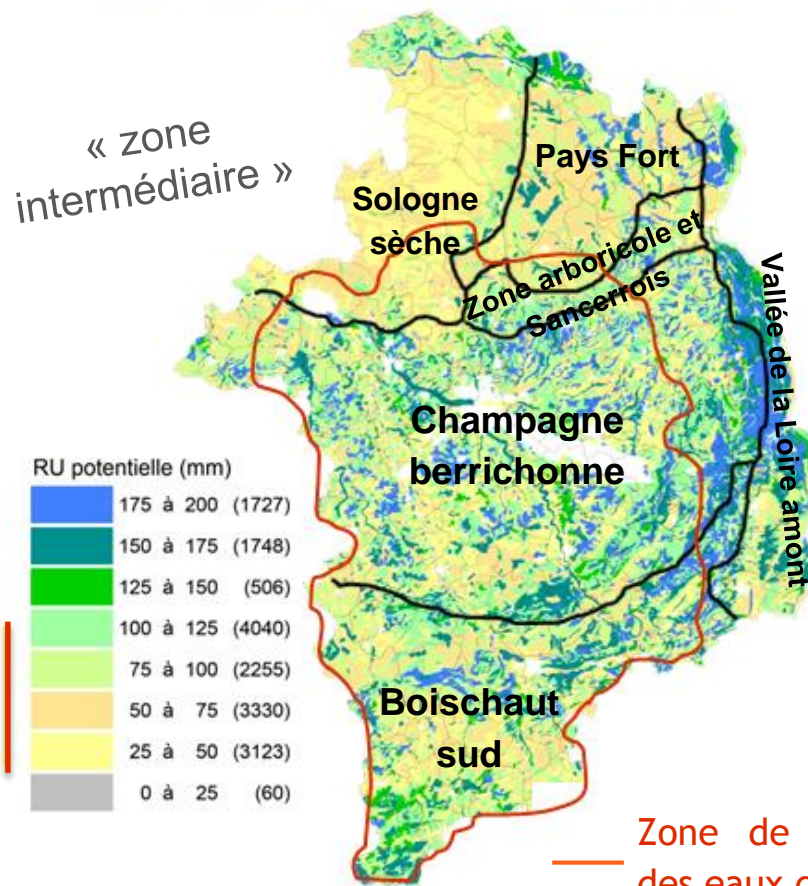 « zone
intermédiaire »
Pays Fort
Sologne
sèche
Zone arboricole et
Sancerrois
Vallée de la Loire amont
Champagne
berrichonne
RU potentielle (mm)
175 à 200 (1727)
150 à 175 (1748)
125 à 150 (506)
100 à 125 (4040)
75 à 100 (2255)
50 à 75 (3330)
25 à 50 (3123)
0 à 25 (60)
Boischaut
sud
Zone de
des eaux